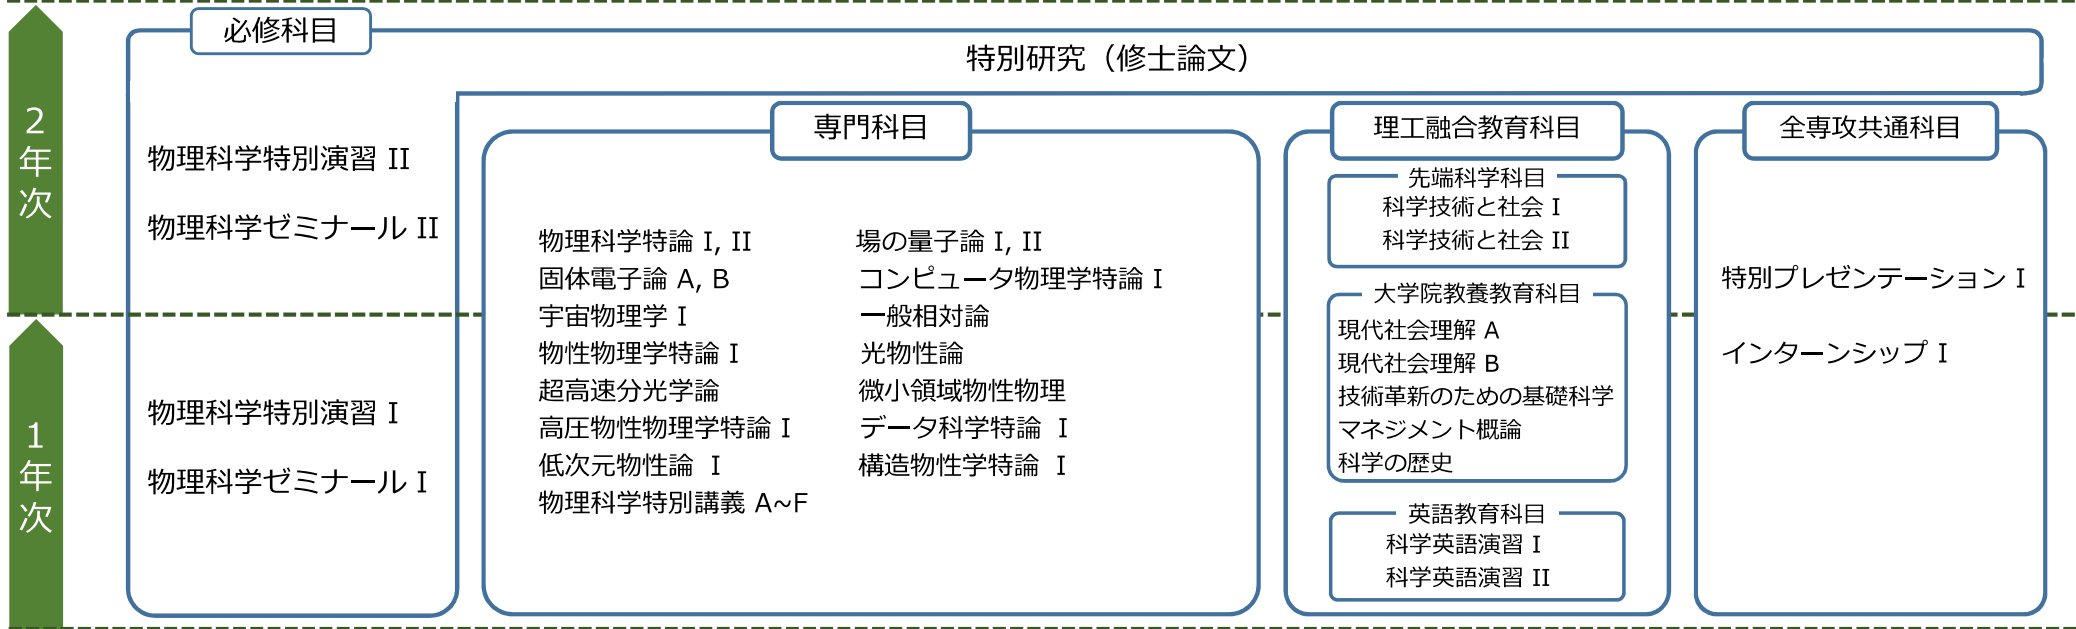 必修科目
特別研究（修士論文）
2
年
次
物理科学特別演習 II
物理科学ゼミナール II
1
年
次
物理科学特別演習 I
物理科学ゼミナール I
専門科目
物理科学特論 I, II
固体電子論 A, B
宇宙物理学 I
物性物理学特論 I
超高速分光学論
高圧物性物理学特論 I
低次元物性論 I
物理科学特別講義 A~F
場の量子論 I, II
コンピュータ物理学特論 I
一般相対論
光物性論
微小領域物性物理
データ科学特論 I
構造物性学特論 I
理工融合教育科目
先端科学科目
科学技術と社会 I
科学技術と社会 II
大学院教養教育科目
現代社会理解 A
現代社会理解 B
技術革新のための基礎科学
マネジメント概論
科学の歴史
英語教育科目
科学英語演習 I
科学英語演習 II
全専攻共通科目
特別プレゼンテーション I
インターンシップ I